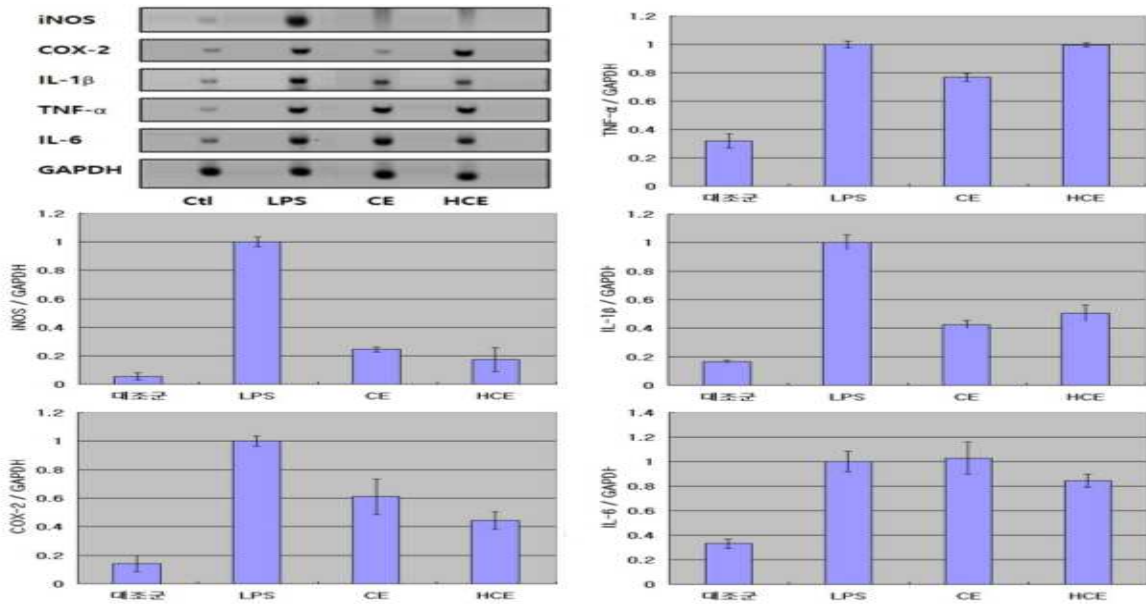 iNOS
COX-2
IL-1β
TNF-α
IL-6
GAPDH
Ctl LPS CE HCE
TNF-α / GAPDH
1.2
1
0.8
0.6
0.4
0.2
0
대조군 LPS CE HCE
iNOS / GAPDH
1.2
1
0.8
0.6
0.4
0.2
0
대조군 LPS CE HCE
IL-1β / GAPDH
1.2
1
0.8
0.6
0.4
0.2
0
대조군 LPS CE HCE
COX-2 / GAPDH
1.2
1
0.8
0.6
0.4
0.2
0
대조군 LPS CE HCE
IL-6 / GAPDH
1.4
1.2
1
0.8
0.6
0.4
0.2
0
대조군 LPS CE HCE